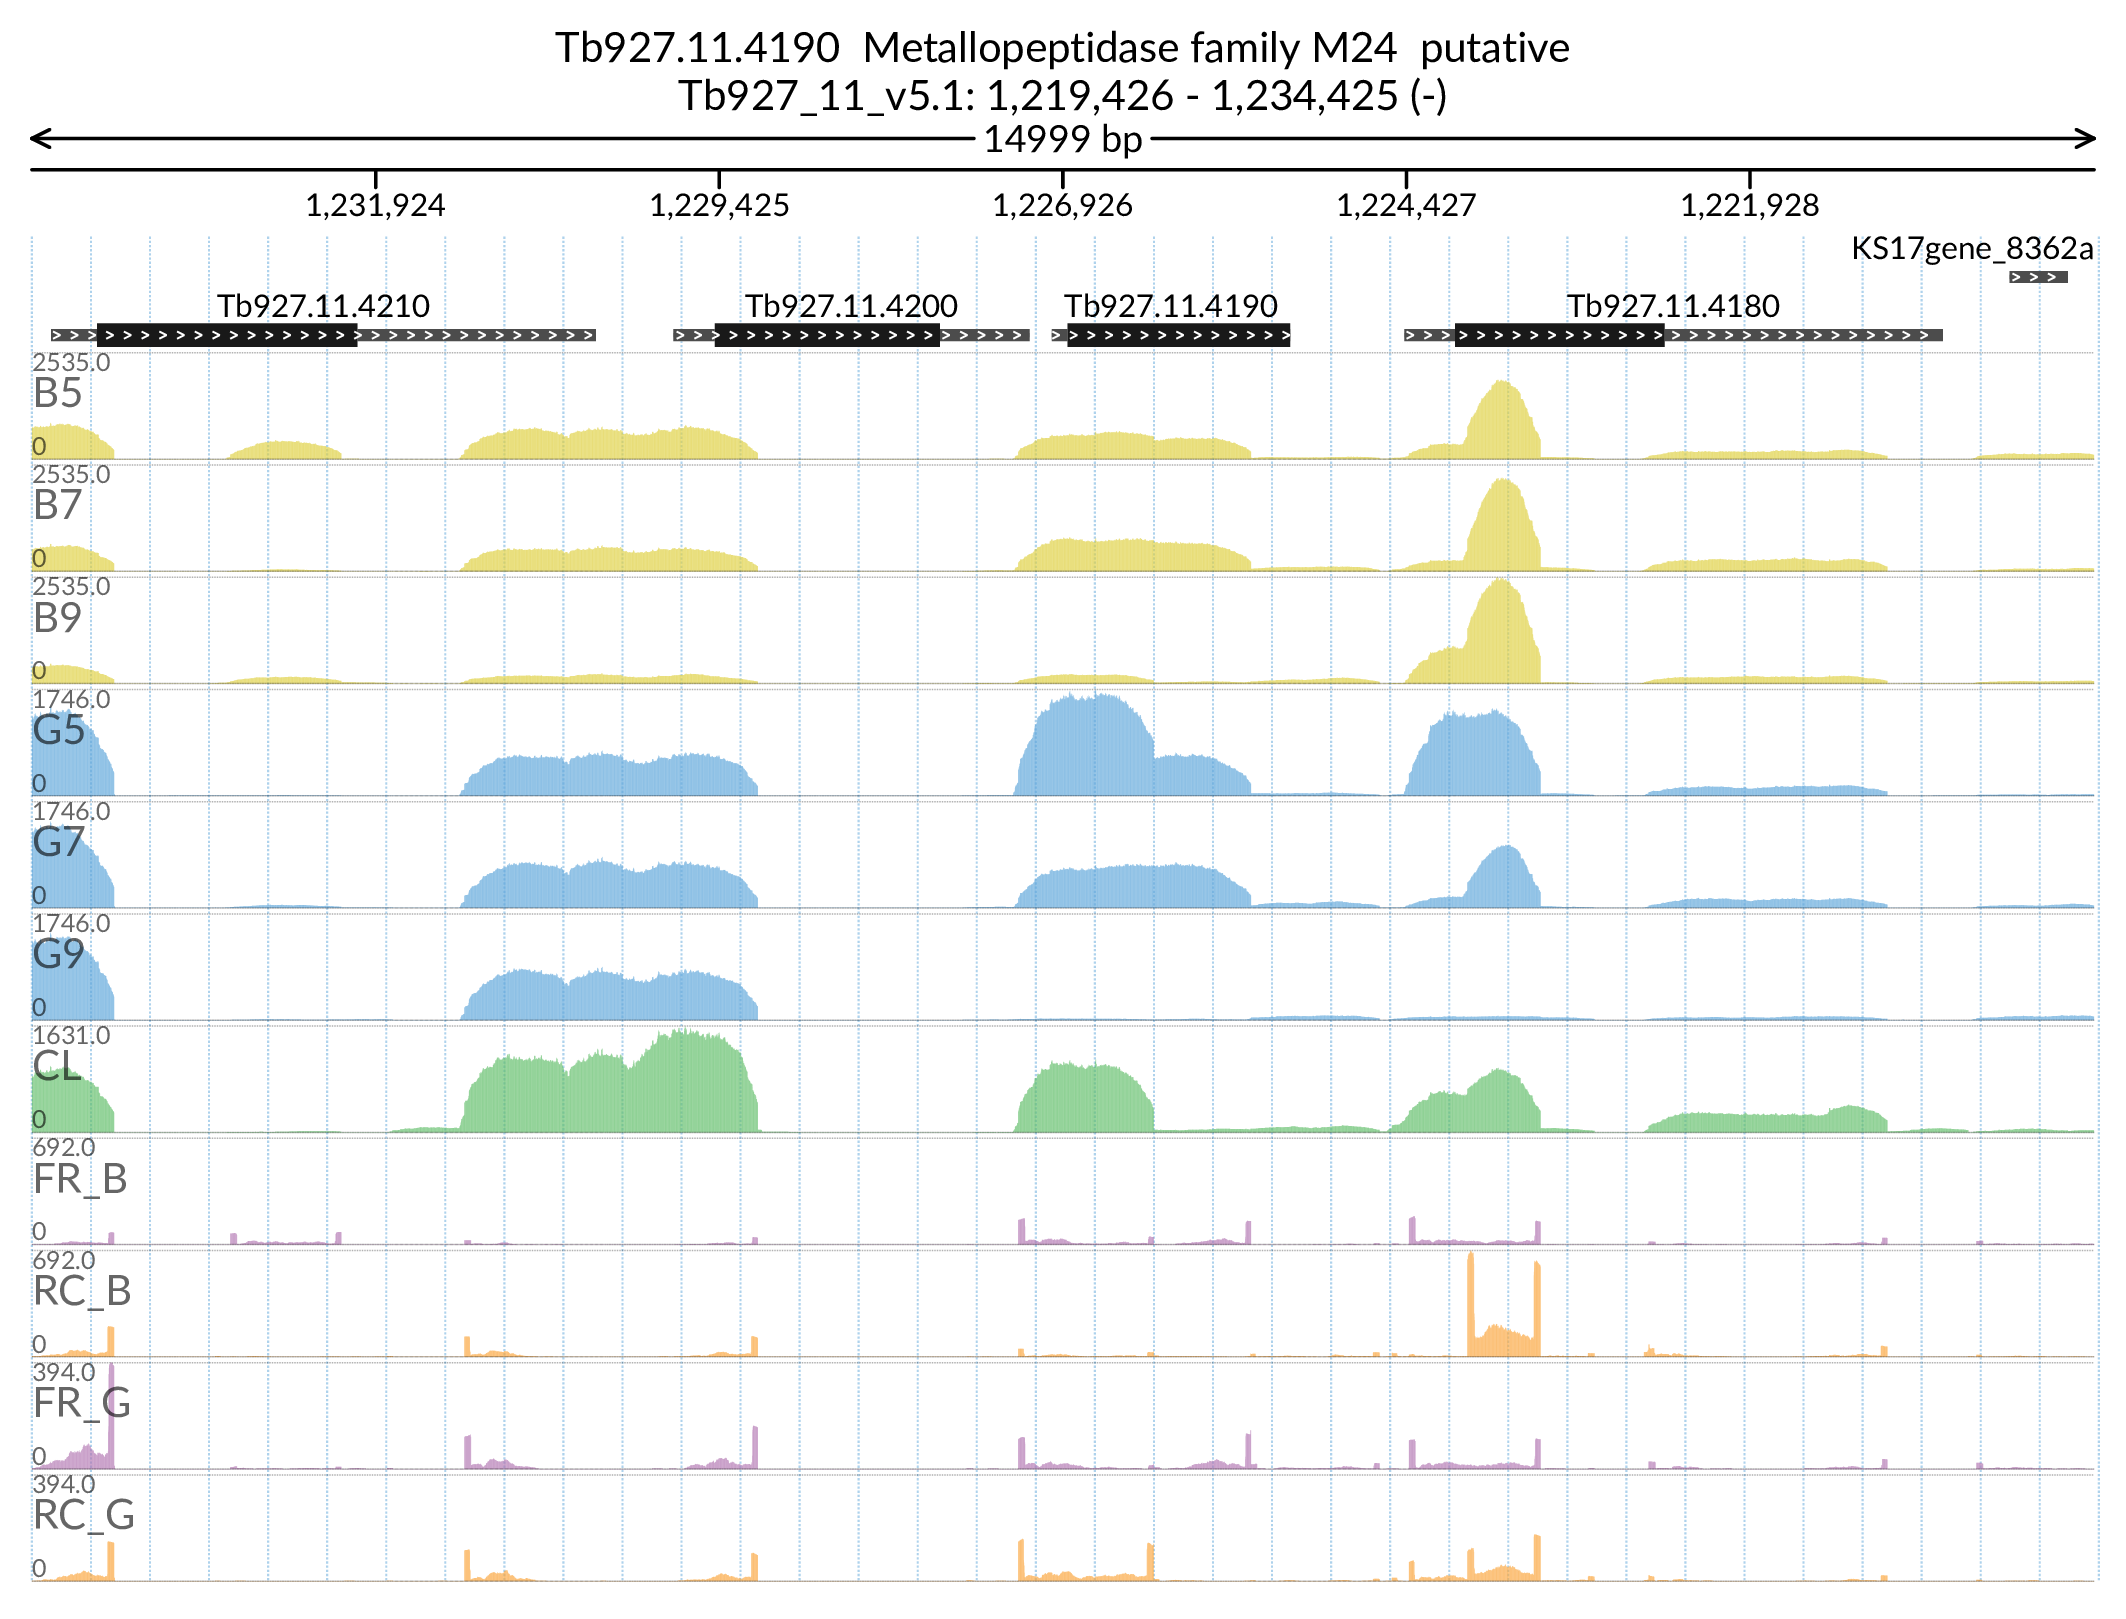 Tb927.11.4190  Metallopeptidase family M24  putative
Tb927_11_v5.1: 1,219,426 - 1,234,425 (-)
14999 bp
1,231,924 1,229,425 1,226,926 1,224,427 1,221,928
KS17gene_8362a
Tb927.11.4210 Tb927.11.4200 Tb927.11.4190 Tb927.11.4180
2535.0
B5
0
2535.0
B7
0
2535.0
B9
0
1746.0
G5
0
1746.0
G7
0
1746.0
G9
0
1631.0
CL
0
692.0
FR_B
0
692.0
RC_B
0
394.0
FR_G
0
394.0
RC_G
0